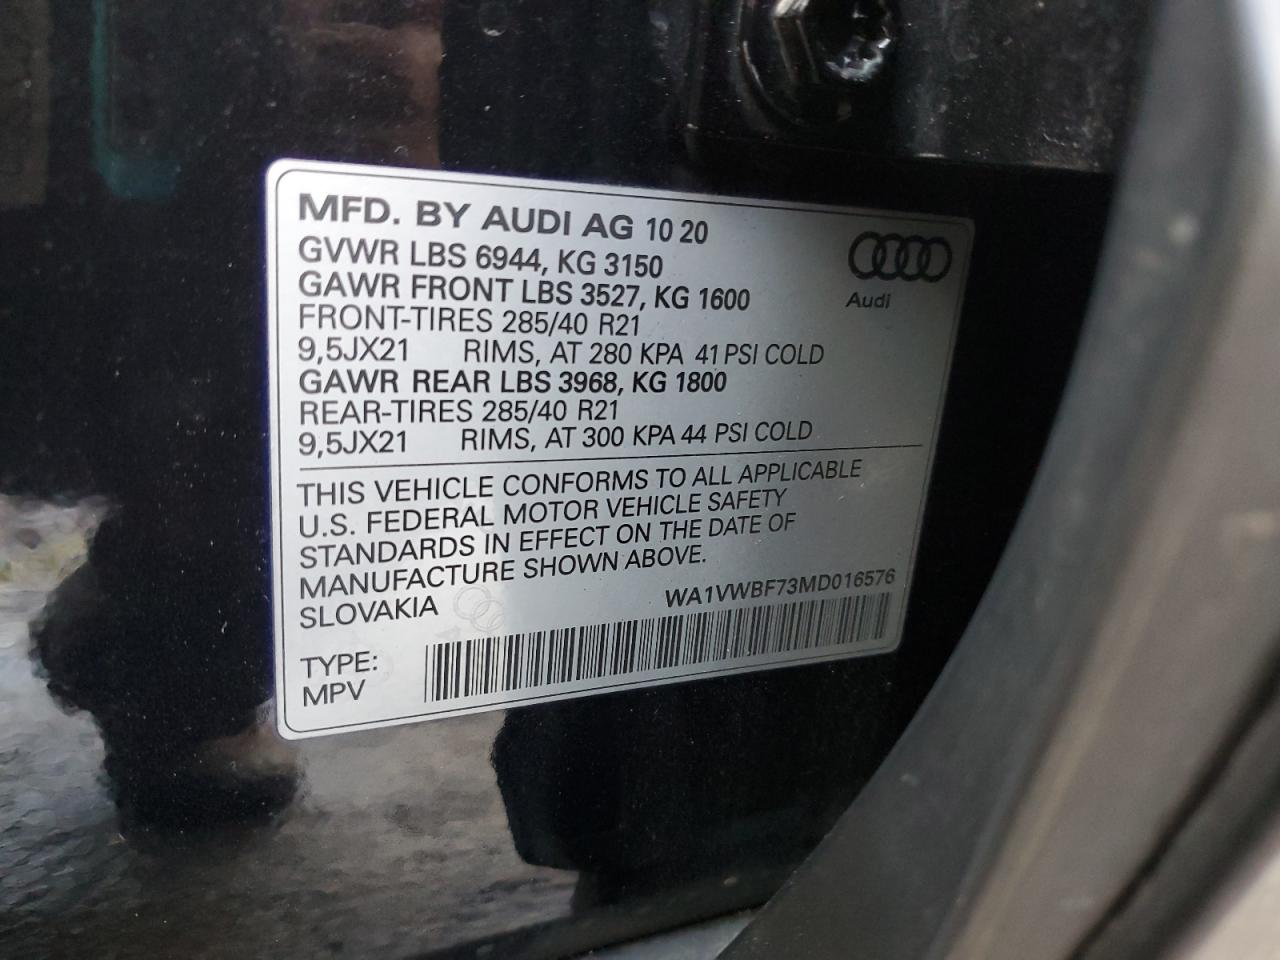 MFD. BY AUDI AG 10 20
GVWR LBS 6944, KG 3150
GAWR FRONT LBS 3527, KG 1600
FRONT-TIRES 285/40 R21
9,5JX21 RIMS, AT 280 KPA 41 PSI COLD
GAWR REAR LBS 3968, KG 1800
REAR-TIRES 285/40 R21
9,5JX21 RIMS, AT 300 KPA 44 PSI COLD
Audi
THIS VEHICLE CONFORMS TO ALL APPLICABLE
U.S. FEDERAL MOTOR VEHICLE SAFETY
STANDARDS IN EFFECT ON THE DATE OF
MANUFACTURE SHOWN ABOVE.
SLOVAKIA WA1VWBF73MD016576
TYPE:
MPV